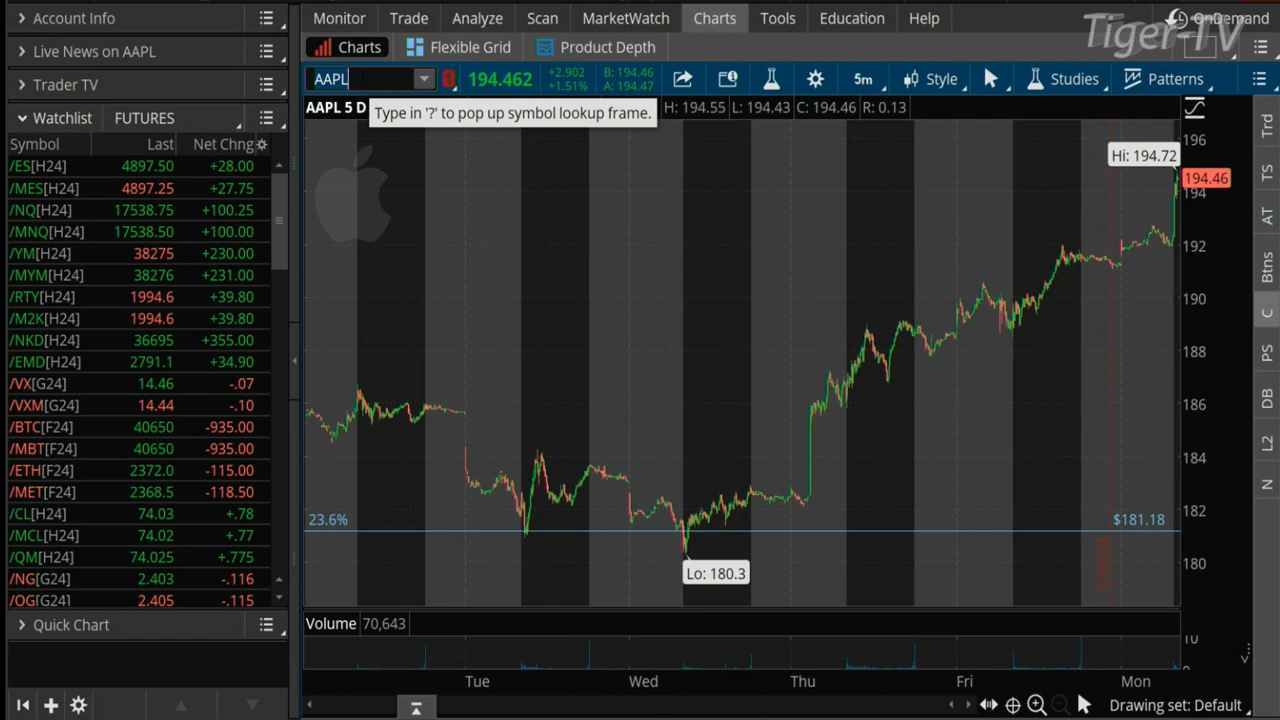 Account Info
Live News on AAPL
Tiger TV
Watchlist FUTURES
Symbol Last Net Chng
/ES[H24] 4897.50 +28.00
/MES[H24] 4897.25 +27.75
/NQ[H24] 17538.75 +100.25
/MNQ[H24] 17538.50 +100.00
/YM[H24] 38275 +230.00
/MYM[H24] 38276 +231.00
/RTY[H24] 1994.6 +39.80
/M2K[H24] 1994.6 +39.80
/NKD[H24] 36695 +355.00
/EMD[H24] 2791.1 +34.90
/VX[G24] 14.46 -.07
/VXM[G24] 14.44 -.10
/BTC[F24] 40650 -935.00
/MBT[F24] 40650 -935.00
/ETH[F24] 2372.0 -115.00
/MET[F24] 2368.5 -118.50
/CL[H24] 74.03 +.78
/MCL[H24] 74.02 +.77
/QM[H24] 74.025 +.775
/NG[G24] 2.403 -.116
/OG[G24] 2.405 -.115
Quick Chart
Monitor Trade Analyze Scan MarketWatch Charts Tools Education Help
OnDemand
Tiger-TV
Charts Flexible Grid Product Depth
AAPL 194.462 +2.902 +1.51% B: 194.46 A: 194.47 5m Style Studies Patterns
AAPL 5 D H: 194.55 L: 194.43 C: 194.46 R: 0.13
Type in '?' to pop up symbol lookup frame.
196
Hi: 194.72
194.46
194
192
190
188
186
184
182
180
23.6% $181.18
Lo: 180.3
Volume 70,643
10
Tue Wed Thu Fri Mon
Drawing set: Default
Trd
TS
AT
Btns
C
PS
DB
L2
N